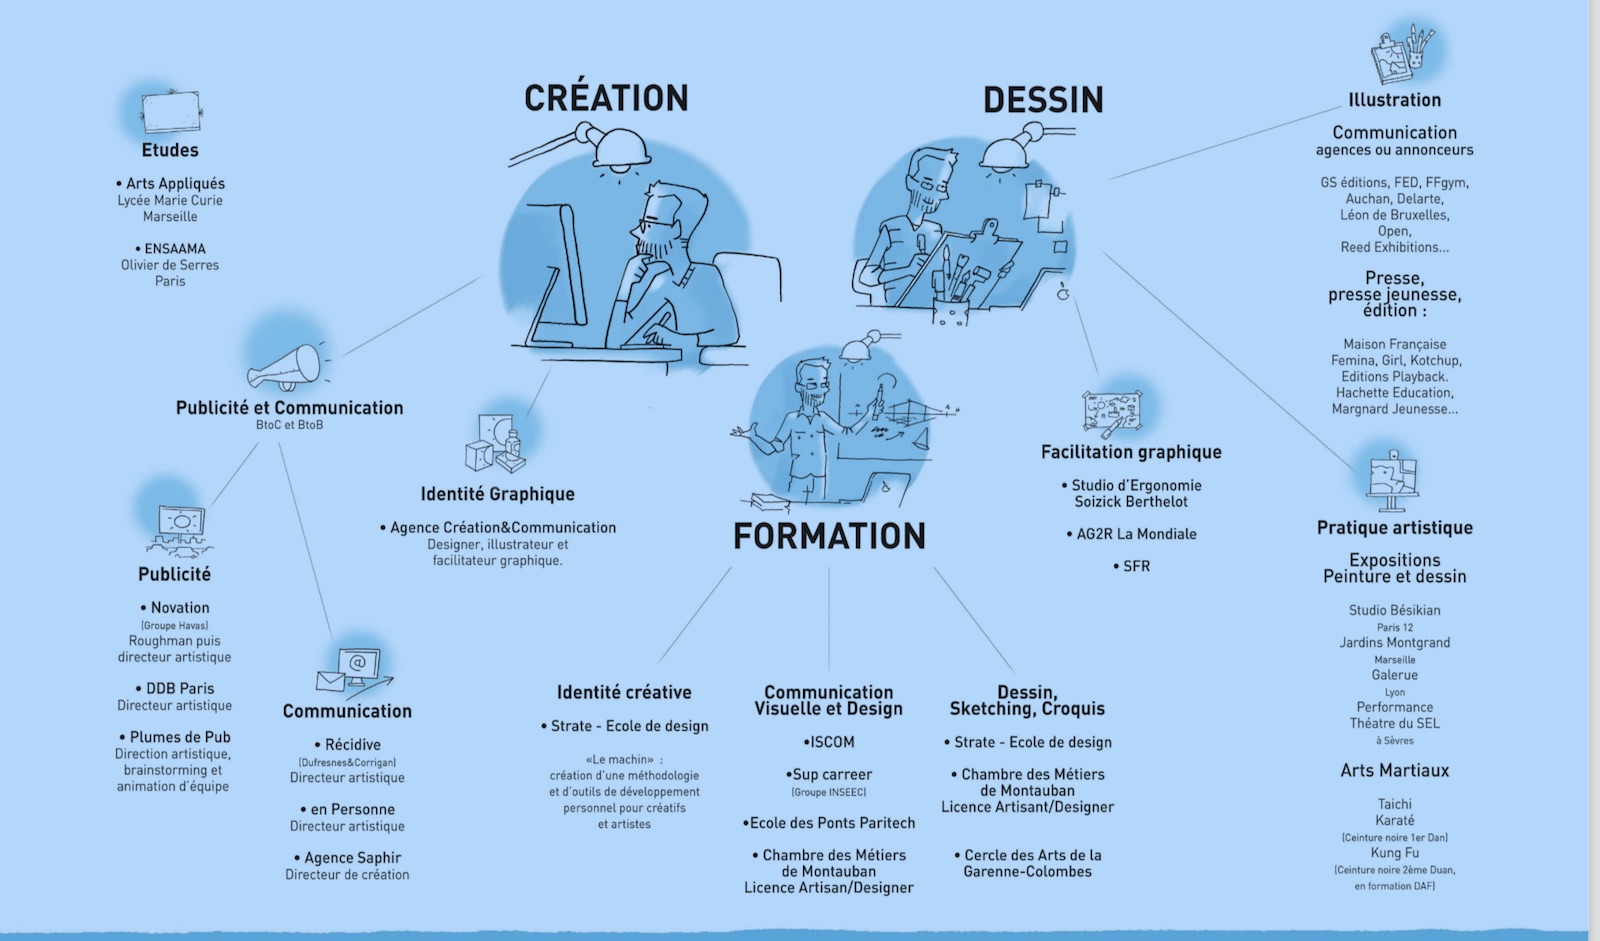 CRÉATION
DESSIN
FORMATION
Etudes
• Arts Appliqués
Lycée Marie Curie
Marseille
• ENSAAMA
Olivier de Serres
Paris
Publicité et Communication
BtoC et BtoB
Publicité
• Novation
(Groupe Havas)
Roughman puis
directeur artistique
• DDB Paris
Directeur artistique
• Plumes de Pub
Direction artistique,
brainstorming et
animation d'équipe
@
Communication
• Récidive
(Dufresnes&Corrigan)
Directeur artistique
• en Personne
Directeur artistique
• Agence Saphir
Directeur de création
Identité Graphique
• Agence Création&Communication
Designer, illustrateur et
facilitateur graphique.
Identité créative
• Strate - Ecole de design
«Le machin» :
création d'une méthodologie
et d'outils de développement
personnel pour créatifs
et artistes
Communication
Visuelle et Design
•ISCOM
•Sup carreer
(Groupe INSEEC)
•Ecole des Ponts Paritech
• Chambre des Métiers
de Montauban
Licence Artisan/Designer
Dessin,
Sketching, Croquis
• Strate - Ecole de design
• Chambre des Métiers
de Montauban
Licence Artisant/Designer
• Cercle des Arts de la
Garenne-Colombes
Facilitation graphique
• Studio d'Ergonomie
Soizick Berthelot
• AG2R La Mondiale
• SFR
Illustration
Communication
agences ou annonceurs
GS éditions, FED, FFgym,
Auchan, Delarte,
Léon de Bruxelles,
Open,
Reed Exhibitions...
Presse,
presse jeunesse,
édition :
Maison Française
Femina, Girl, Kotchup,
Editions Playback.
Hachette Education,
Margnard Jeunesse...
Pratique artistique
Expositions
Peinture et dessin
Studio Bésikian
Paris 12
Jardins Montgrand
Marseille
Galerue
Lyon
Performance
Théatre du SEL
à Sèvres
Arts Martiaux
Taichi
Karaté
(Ceinture noire 1er Dan)
Kung Fu
(Ceinture noire 2ème Duan,
en formation DAF)